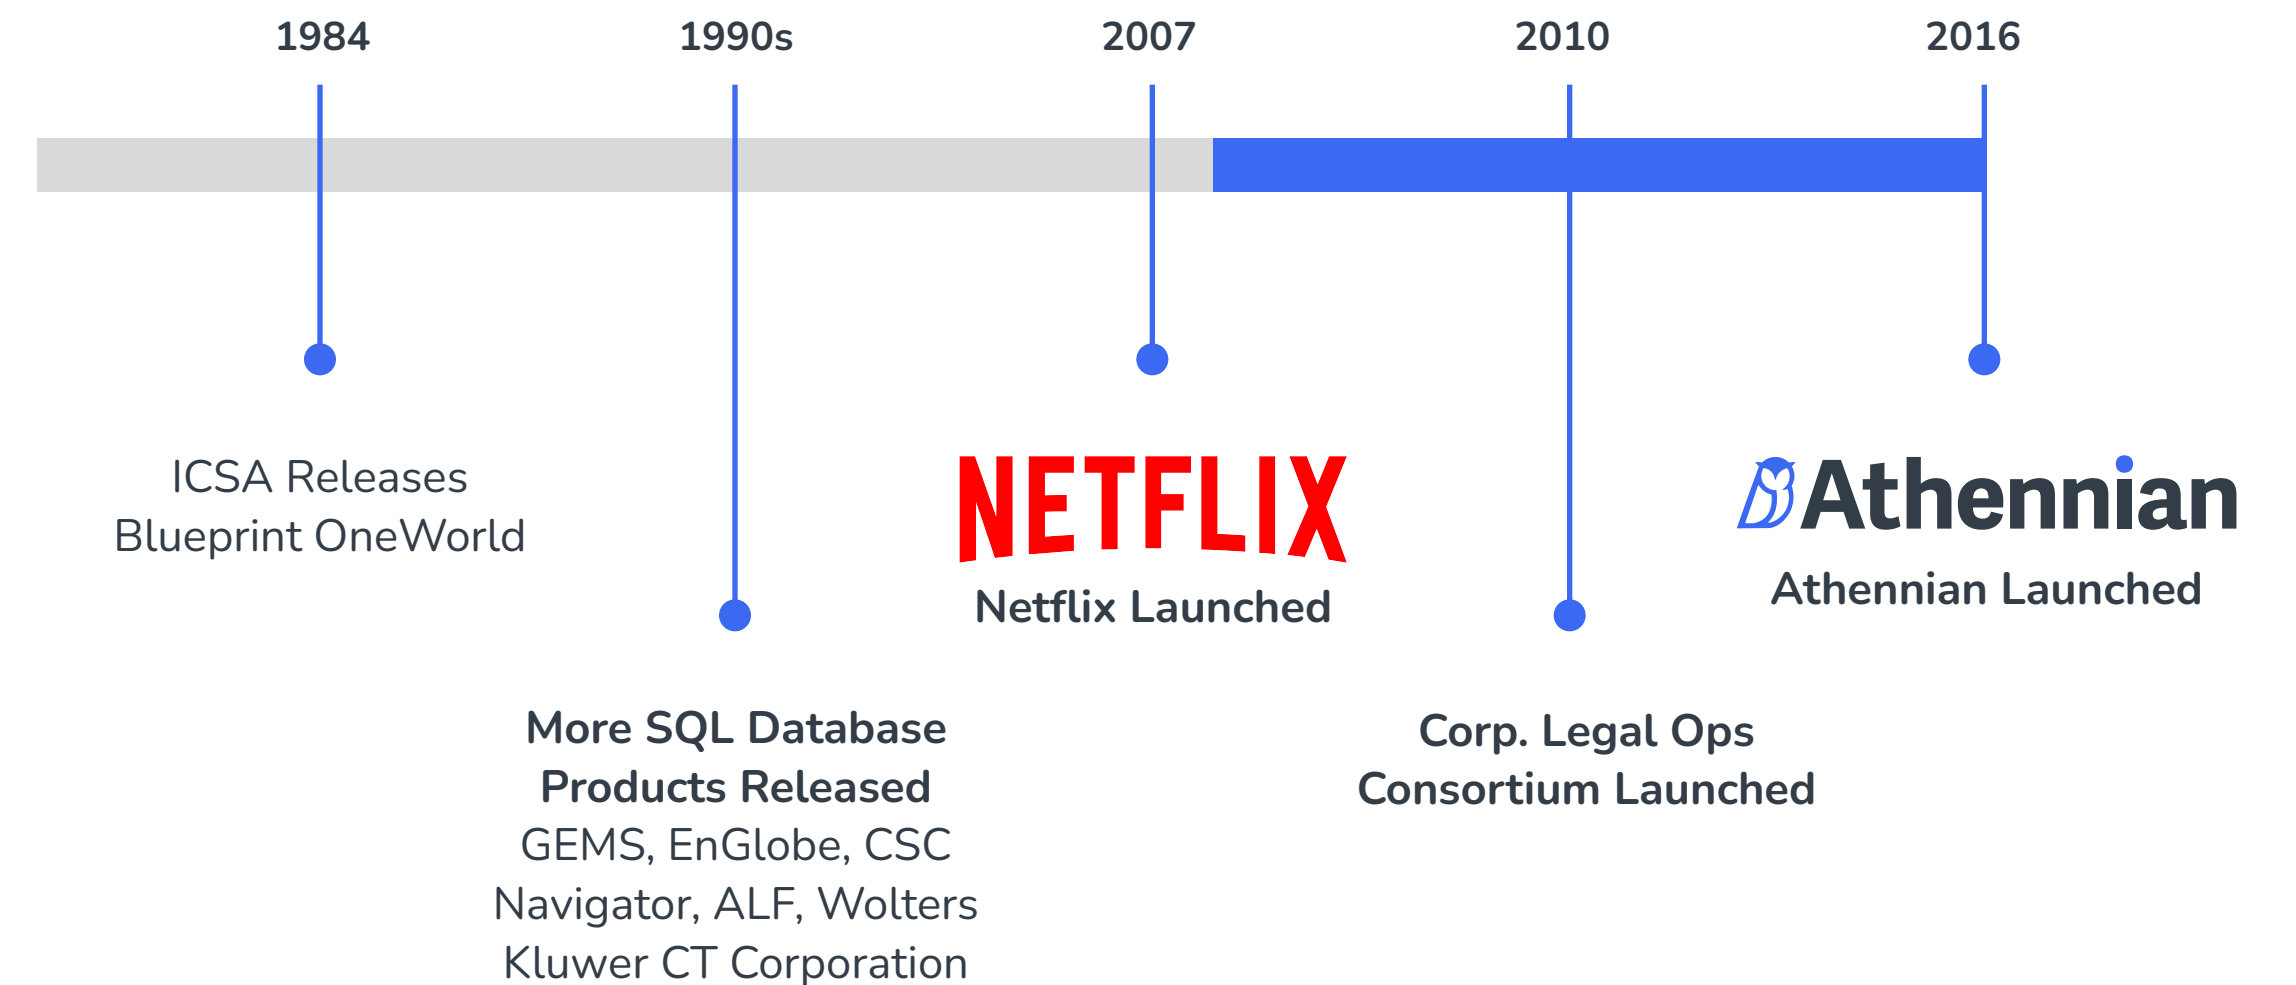 1984
1990s
2007
2010
2016
ICSA Releases
Blueprint OneWorld
More SQL Database
Products Released
GEMS, EnGlobe, CSC
Navigator, ALF, Wolters
Kluwer CT Corporation
NETFLIX
Netflix Launched
Corp. Legal Ops
Consortium Launched
Athennian
Athennian Launched